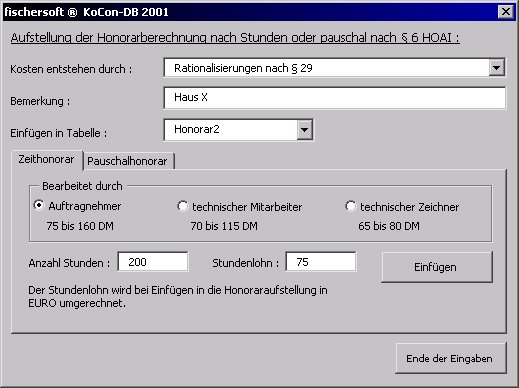 fischersoft ® KoCon-DB 2001
Aufstellung der Honorarberechnung nach Stunden oder pauschal nach § 6 HOAI :
Kosten entstehen durch : Rationalisierungen nach § 29
Bemerkung : Haus X
Einfügen in Tabelle : Honorar2
Zeithonorar Pauschalhonorar
Bearbeitet durch
Auftragnehmer technischer Mitarbeiter technischer Zeichner
75 bis 160 DM 70 bis 115 DM 65 bis 80 DM
Anzahl Stunden : 200 Stundenlohn : 75 Einfügen
Der Stundenlohn wird bei Einfügen in die Honoraraufstellung in
EURO umgerechnet.
Ende der Eingaben